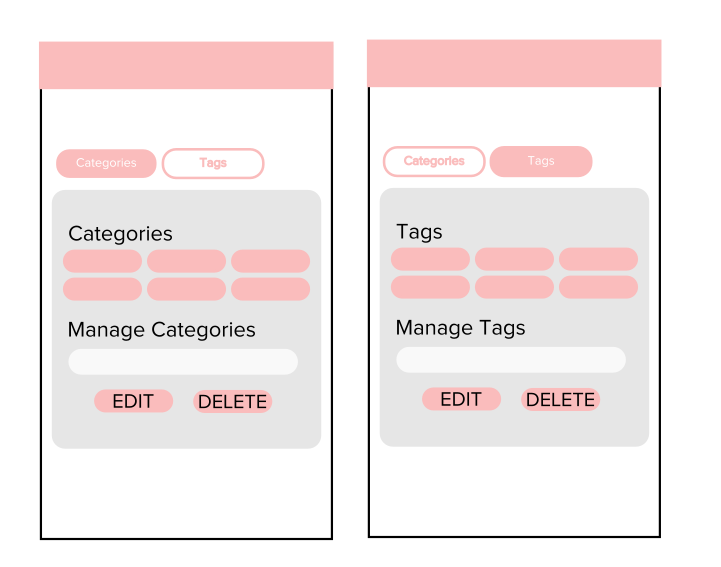 Categories Tags
Categories
Manage Categories
EDIT DELETE
Categories Tags
Tags
Manage Tags
EDIT DELETE